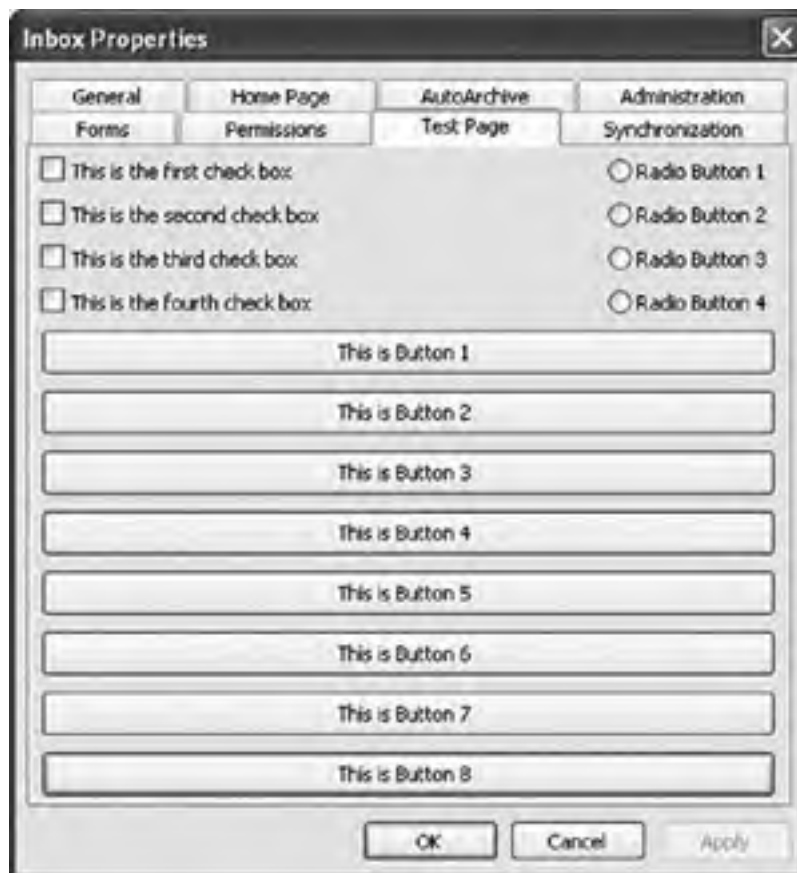 Inbox Properties
General Home Page AutoArchive Administration
Forms Permissions Test Page Synchronization
This is the first check box Radio Button 1
This is the second check box Radio Button 2
This is the third check box Radio Button 3
This is the fourth check box Radio Button 4
This is Button 1
This is Button 2
This is Button 3
This is Button 4
This is Button 5
This is Button 6
This is Button 7
This is Button 8
OK Cancel Apply